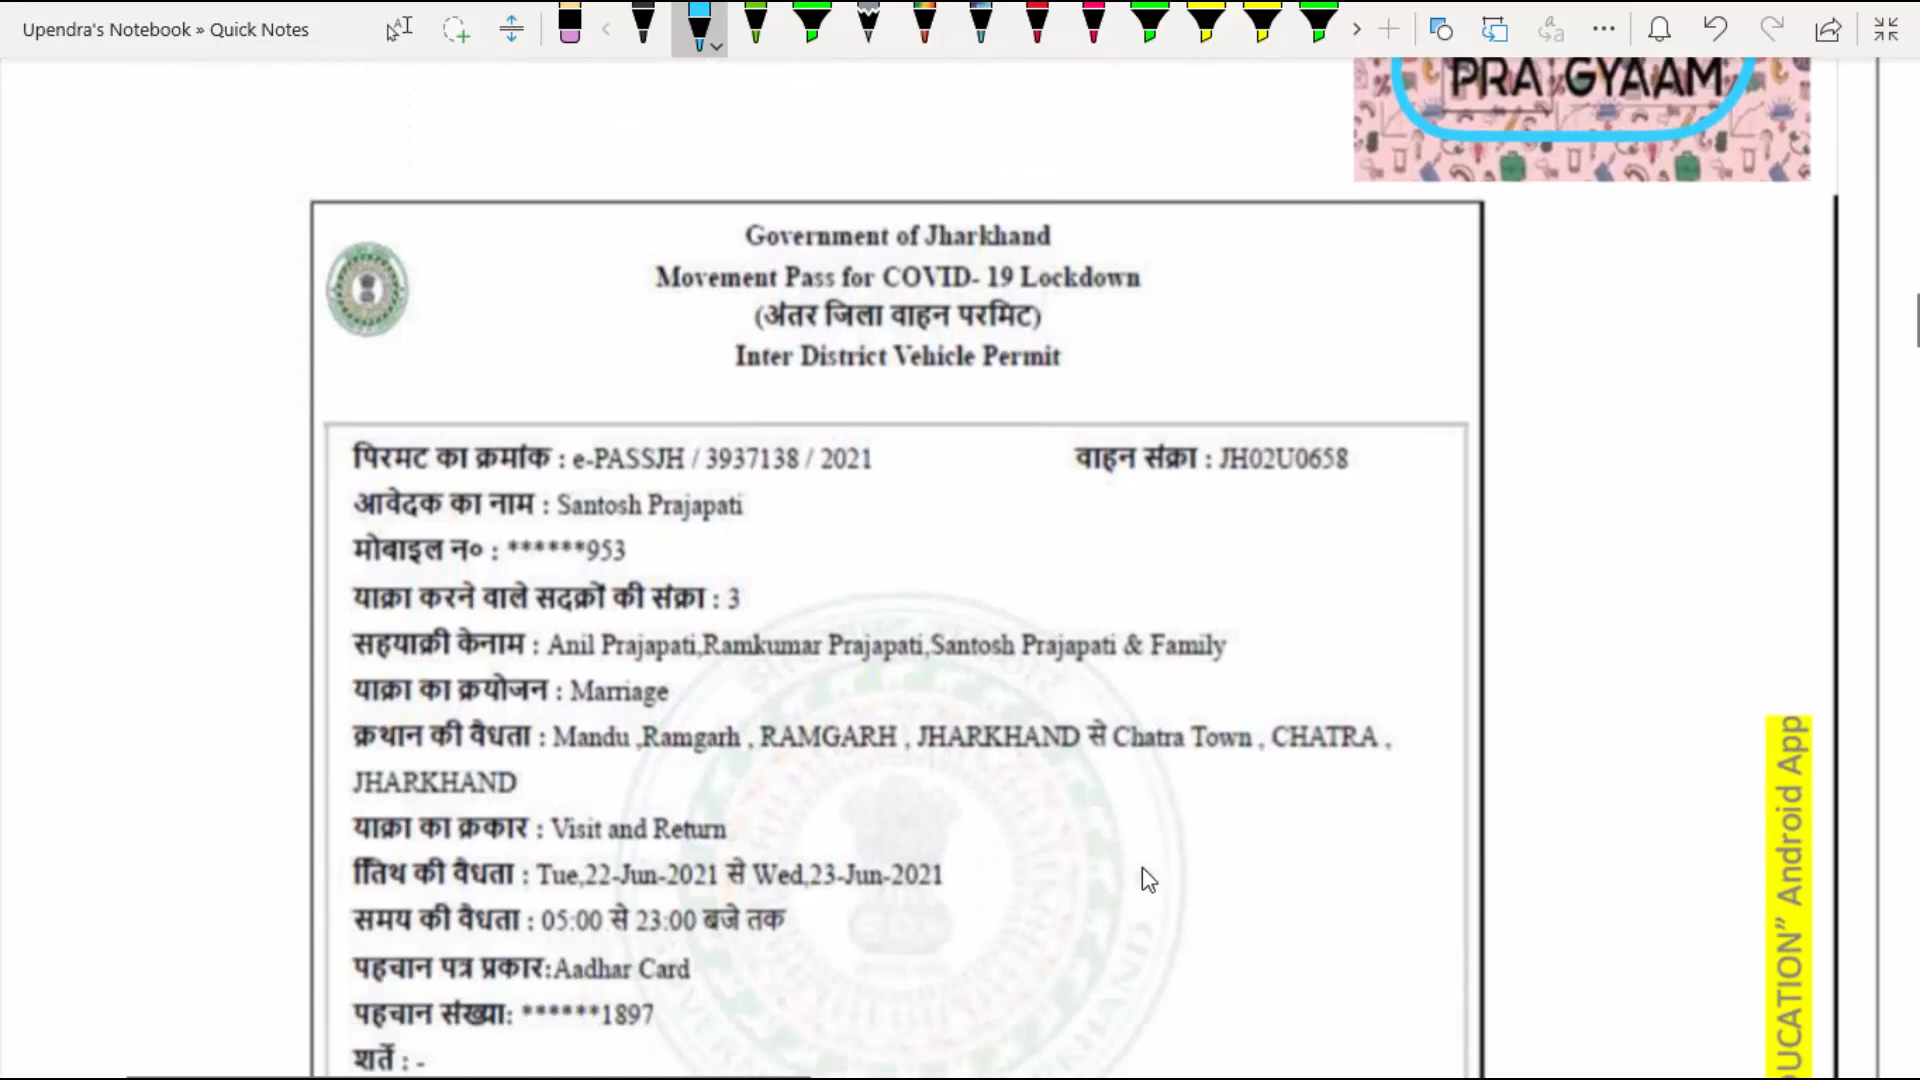 Upendra's Notebook » Quick Notes
PRA GYAAM
Government of Jharkhand
Movement Pass for COVID- 19 Lockdown
(अंतर जिला वाहन परमिट)
Inter District Vehicle Permit
पिरमट का क्रमांक : e-PASSJH / 3937138 / 2021 वाहन संक्रा : JH02U0658
आवेदक का नाम : Santosh Prajapati
मोबाइल न० : ******953
याक्रा करने वाले सदक्रों की संक्रा : 3
सहयाक्री केनाम : Anil Prajapati,Ramkumar Prajapati,Santosh Prajapati & Family
याक्रा का क्रयोजन : Marriage
क्रथान की वैधता : Mandu ,Ramgarh , RAMGARH , JHARKHAND से Chatra Town , CHATRA ,
JHARKHAND
याक्रा का क्रकार : Visit and Return
तिथि की वैधता : Tue,22-Jun-2021 से Wed,23-Jun-2021
समय की वैधता : 05:00 से 23:00 बजे तक
पहचान पत्र प्रकार:Aadhar Card
पहचान संख्या: ******1897
शर्ते : -
UCATION” Android App